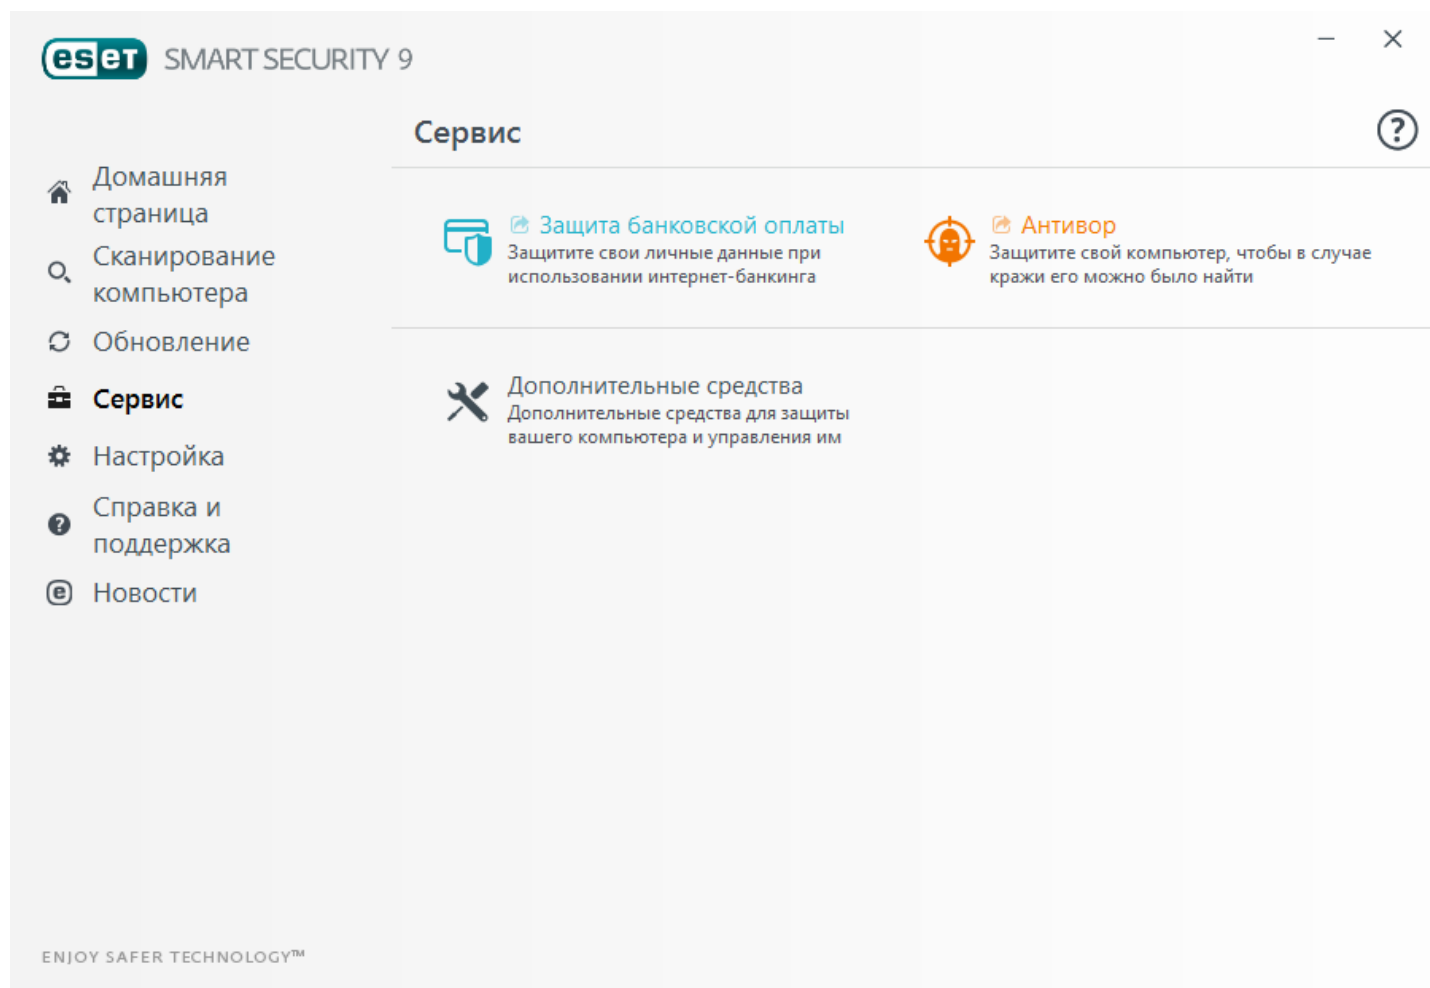 eset SMART SECURITY 9
Сервис
Домашняя
страница
Сканирование
компьютера
Обновление
Сервис
Настройка
Справка и
поддержка
Новости
Защита банковской оплаты
Защитите свои личные данные при
использовании интернет-банкинга
Антивор
Защитите свой компьютер, чтобы в случае
кражи его можно было найти
Дополнительные средства
Дополнительные средства для защиты
вашего компьютера и управления им
ENJOY SAFER TECHNOLOGY™